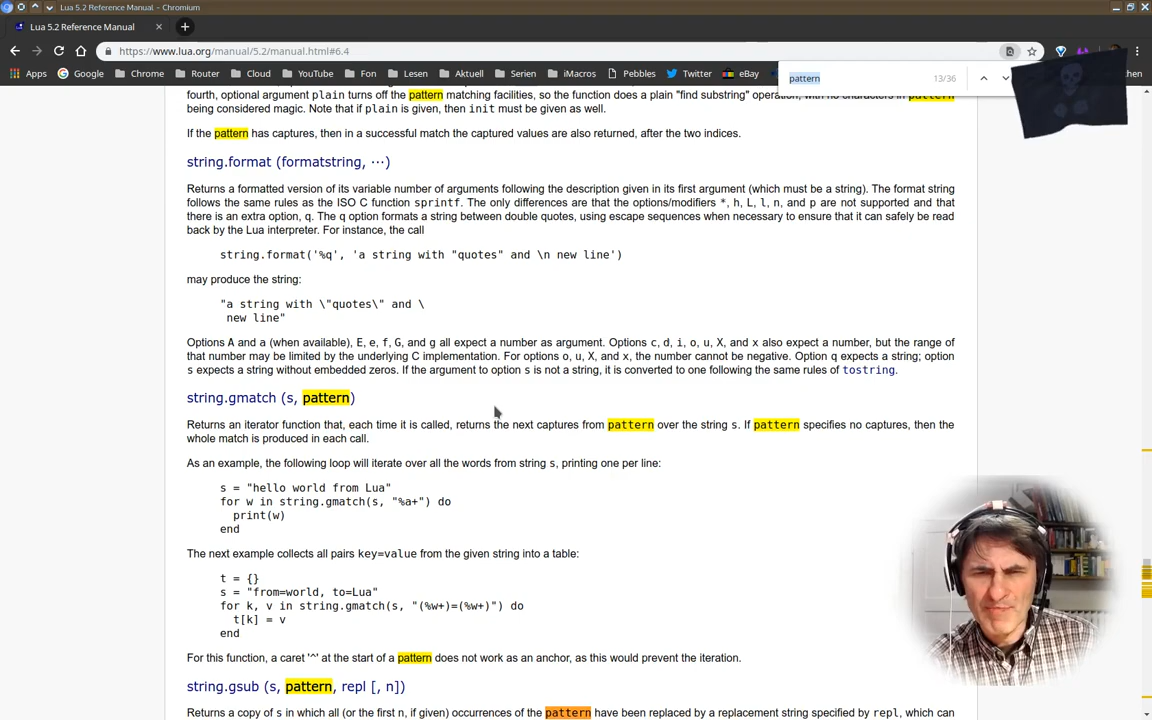 Lua 5.2 Reference Manual - Chromium
Lua 5.2 Reference Manual
https://www.lua.org/manual/5.2/manual.html#6.4
Apps Google Chrome Router Cloud YouTube Fon Lesen Aktuell Serien iMacros Pebbles Twitter eBay
pattern 13/36
fourth, optional argument plain turns off the pattern matching facilities, so the function does a plain "find substring" operation, with no characters in pattern
being considered magic. Note that if plain is given, then init must be given as well.
If the pattern has captures, then in a successful match the captured values are also returned, after the two indices.
string.format (formatstring, ···)
Returns a formatted version of its variable number of arguments following the description given in its first argument (which must be a string). The format string
follows the same rules as the ISO C function sprintf. The only differences are that the options/modifiers *, h, L, l, n, and p are not supported and that
there is an extra option, q. The q option formats a string between double quotes, using escape sequences when necessary to ensure that it can safely be read
back by the Lua interpreter. For instance, the call
string.format('%q', 'a string with "quotes" and \n new line')
may produce the string:
"a string with \"quotes\" and \
new line"
Options A and a (when available), E, e, f, G, and g all expect a number as argument. Options c, d, i, o, u, X, and x also expect a number, but the range of
that number may be limited by the underlying C implementation. For options o, u, X, and x, the number cannot be negative. Option q expects a string; option
s expects a string without embedded zeros. If the argument to option s is not a string, it is converted to one following the same rules of tostring.
string.gmatch (s, pattern)
Returns an iterator function that, each time it is called, returns the next captures from pattern over the string s. If pattern specifies no captures, then the
whole match is produced in each call.
As an example, the following loop will iterate over all the words from string s, printing one per line:
s = "hello world from Lua"
for w in string.gmatch(s, "%a+") do
print(w)
end
The next example collects all pairs key=value from the given string into a table:
t = {}
s = "from=world, to=Lua"
for k, v in string.gmatch(s, "(%w+)=(%w+)") do
t[k] = v
end
For this function, a caret '^' at the start of a pattern does not work as an anchor, as this would prevent the iteration.
string.gsub (s, pattern, repl [, n])
Returns a copy of s in which all (or the first n, if given) occurrences of the pattern have been replaced by a replacement string specified by repl, which can